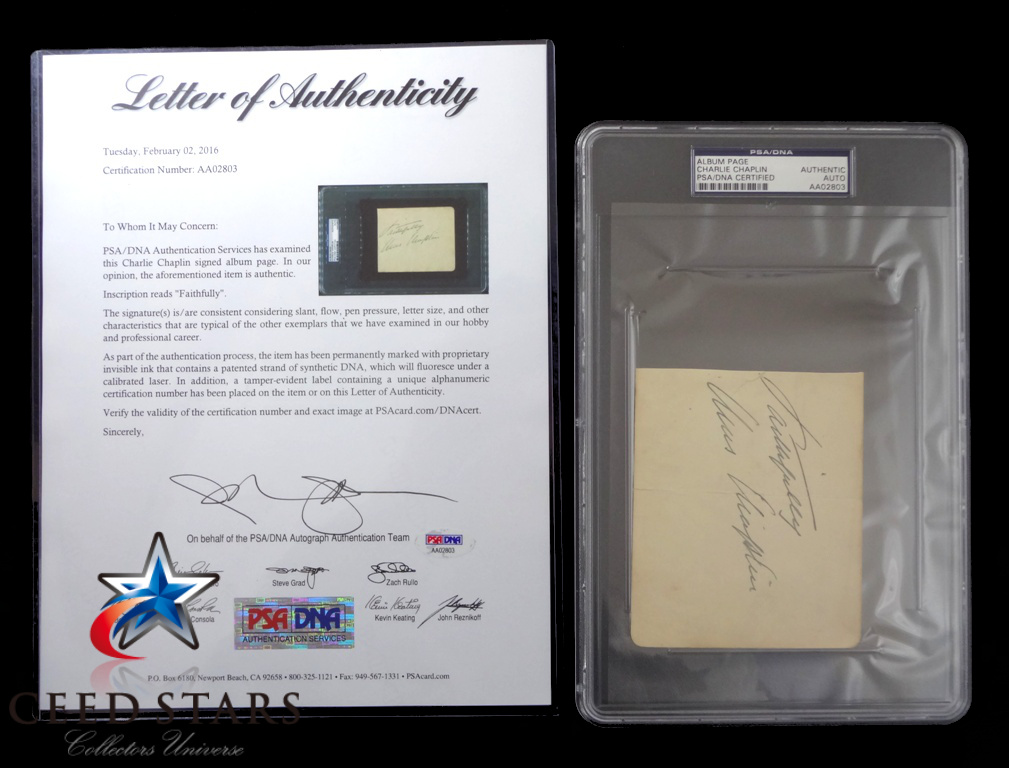 Letter of Authenticity
Tuesday, February 02, 2016
Certification Number: AA02803
To Whom It May Concern:
PSA/DNA Authentication Services has examined
this Charlie Chaplin signed album page. In our
opinion, the aforementioned item is authentic.
Inscription reads "Faithfully".
The signature(s) is/are consistent considering slant, flow, pen pressure, letter size, and other
characteristics that are typical of the other exemplars that we have examined in our hobby
and professional career.
As part of the authentication process, the item has been permanently marked with proprietary
invisible ink that contains a patented strand of synthetic DNA, which will fluoresce under a
calibrated laser. In addition, a tamper-evident label containing a unique alphanumeric
certification number has been placed on the item or on this Letter of Authenticity.
Verify the validity of the certification number and exact image at PSAcard.com/DNAcert.
Sincerely,
On behalf of the PSA/DNA Autograph Authentication Team
PSA DNA
AA02803
Steve Grad
Zach Rullo
Consola
Kevin Keating
John Reznikoff
PSA DNA
AUTHENTICATION SERVICES
P.O. Box 6180, Newport Beach, CA 92658 • 800-325-1121 • Fax: 949-567-1331 • PSAcard.com
CEED STARS
Collectors Universe
PSA/DNA
ALBUM PAGE
CHARLIE CHAPLIN AUTHENTIC
PSA/DNA CERTIFIED AUTO
AA02803
Faithfully
Chas Chaplin